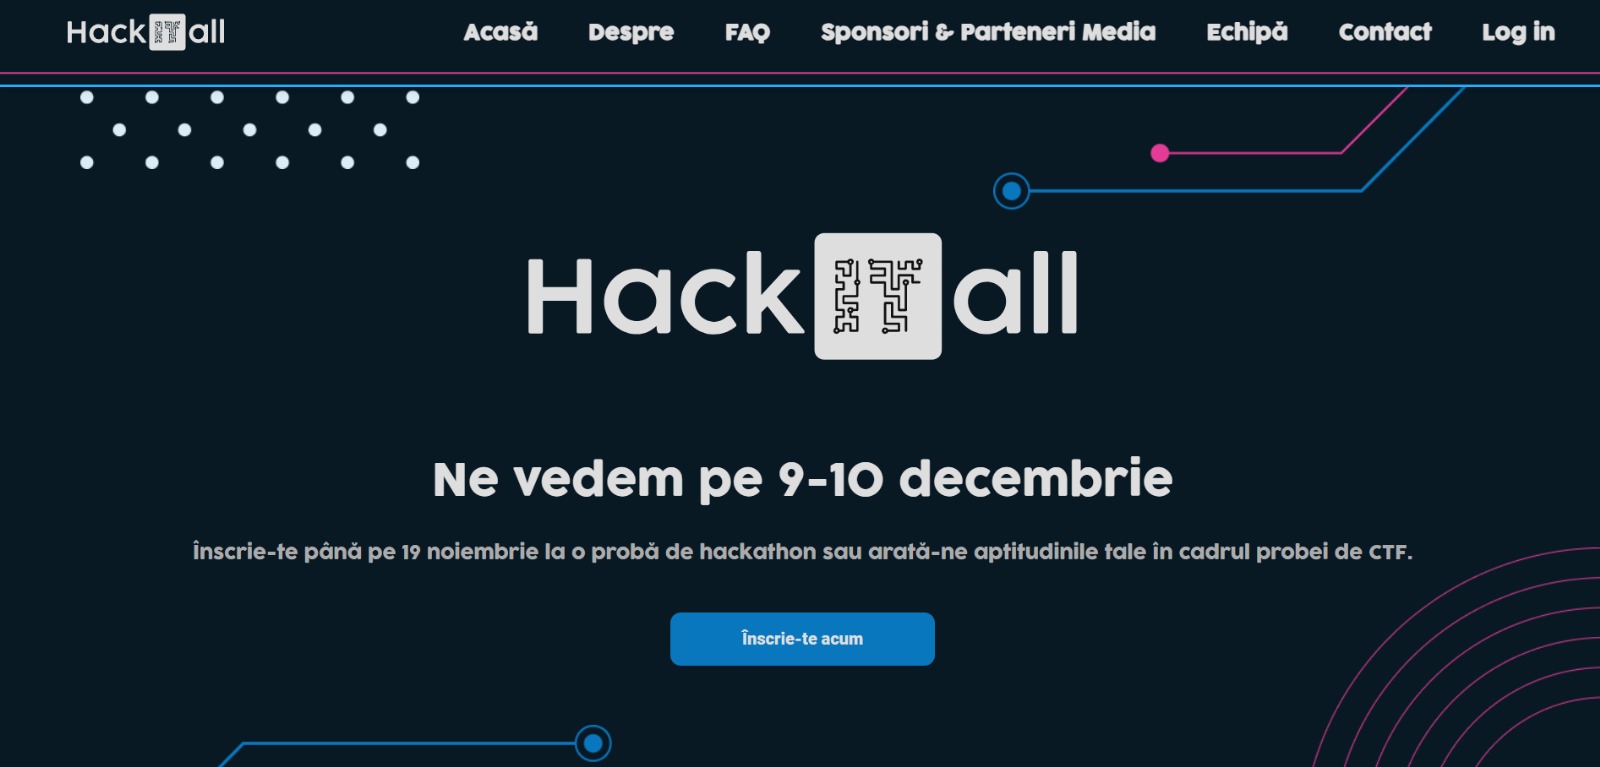 HackITall
Acasă Despre FAQ Sponsori & Parteneri Media Echipă Contact Log in
HackITall
Ne vedem pe 9-10 decembrie
Înscrie-te până pe 19 noiembrie la o probă de hackathon sau arată-ne aptitudinile tale în cadrul probei de CTF.
Înscrie-te acum